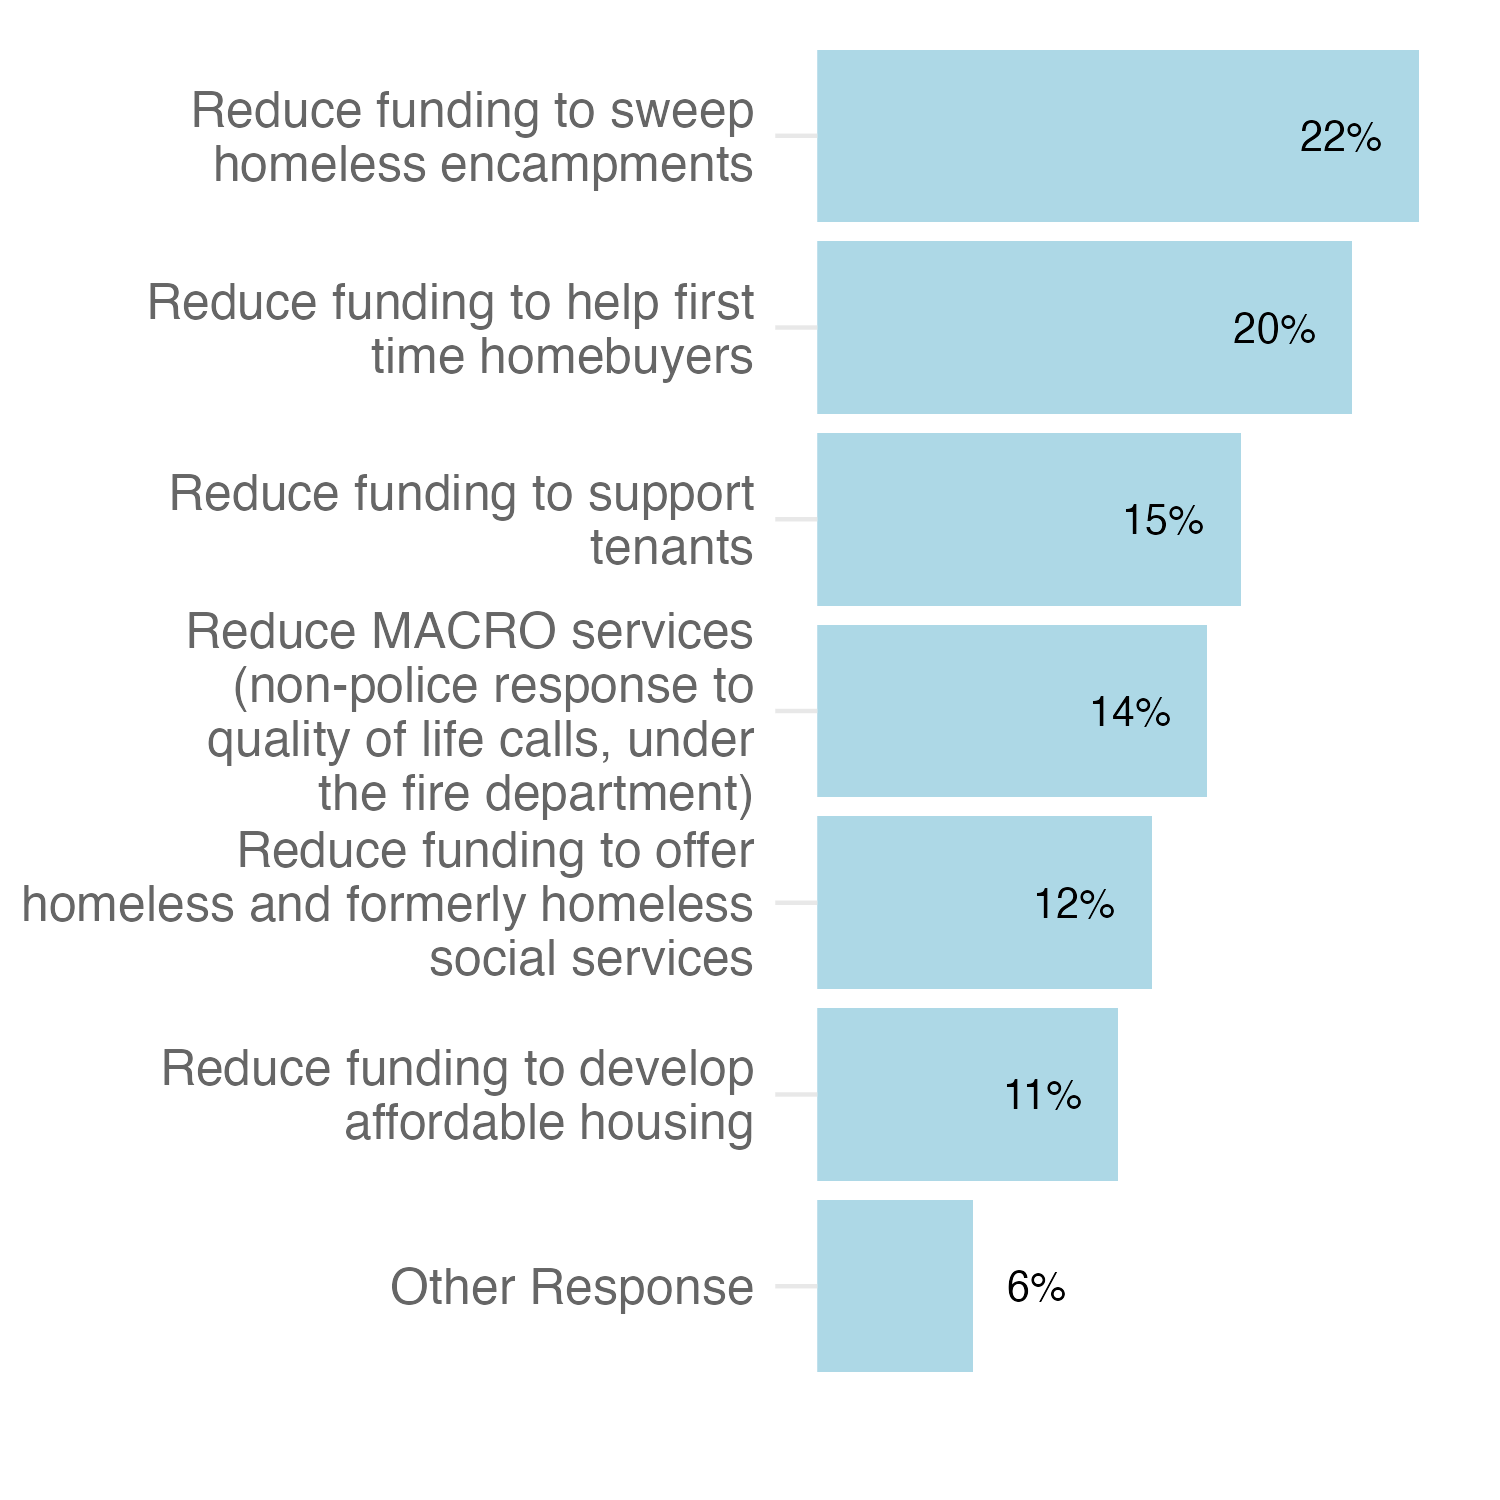 Reduce funding to sweep
homeless encampments
22%
Reduce funding to help first
time homebuyers
20%
Reduce funding to support
tenants
15%
Reduce MACRO services
(non-police response to
quality of life calls, under
the fire department)
14%
Reduce funding to offer
homeless and formerly homeless
social services
12%
Reduce funding to develop
affordable housing
11%
Other Response
6%